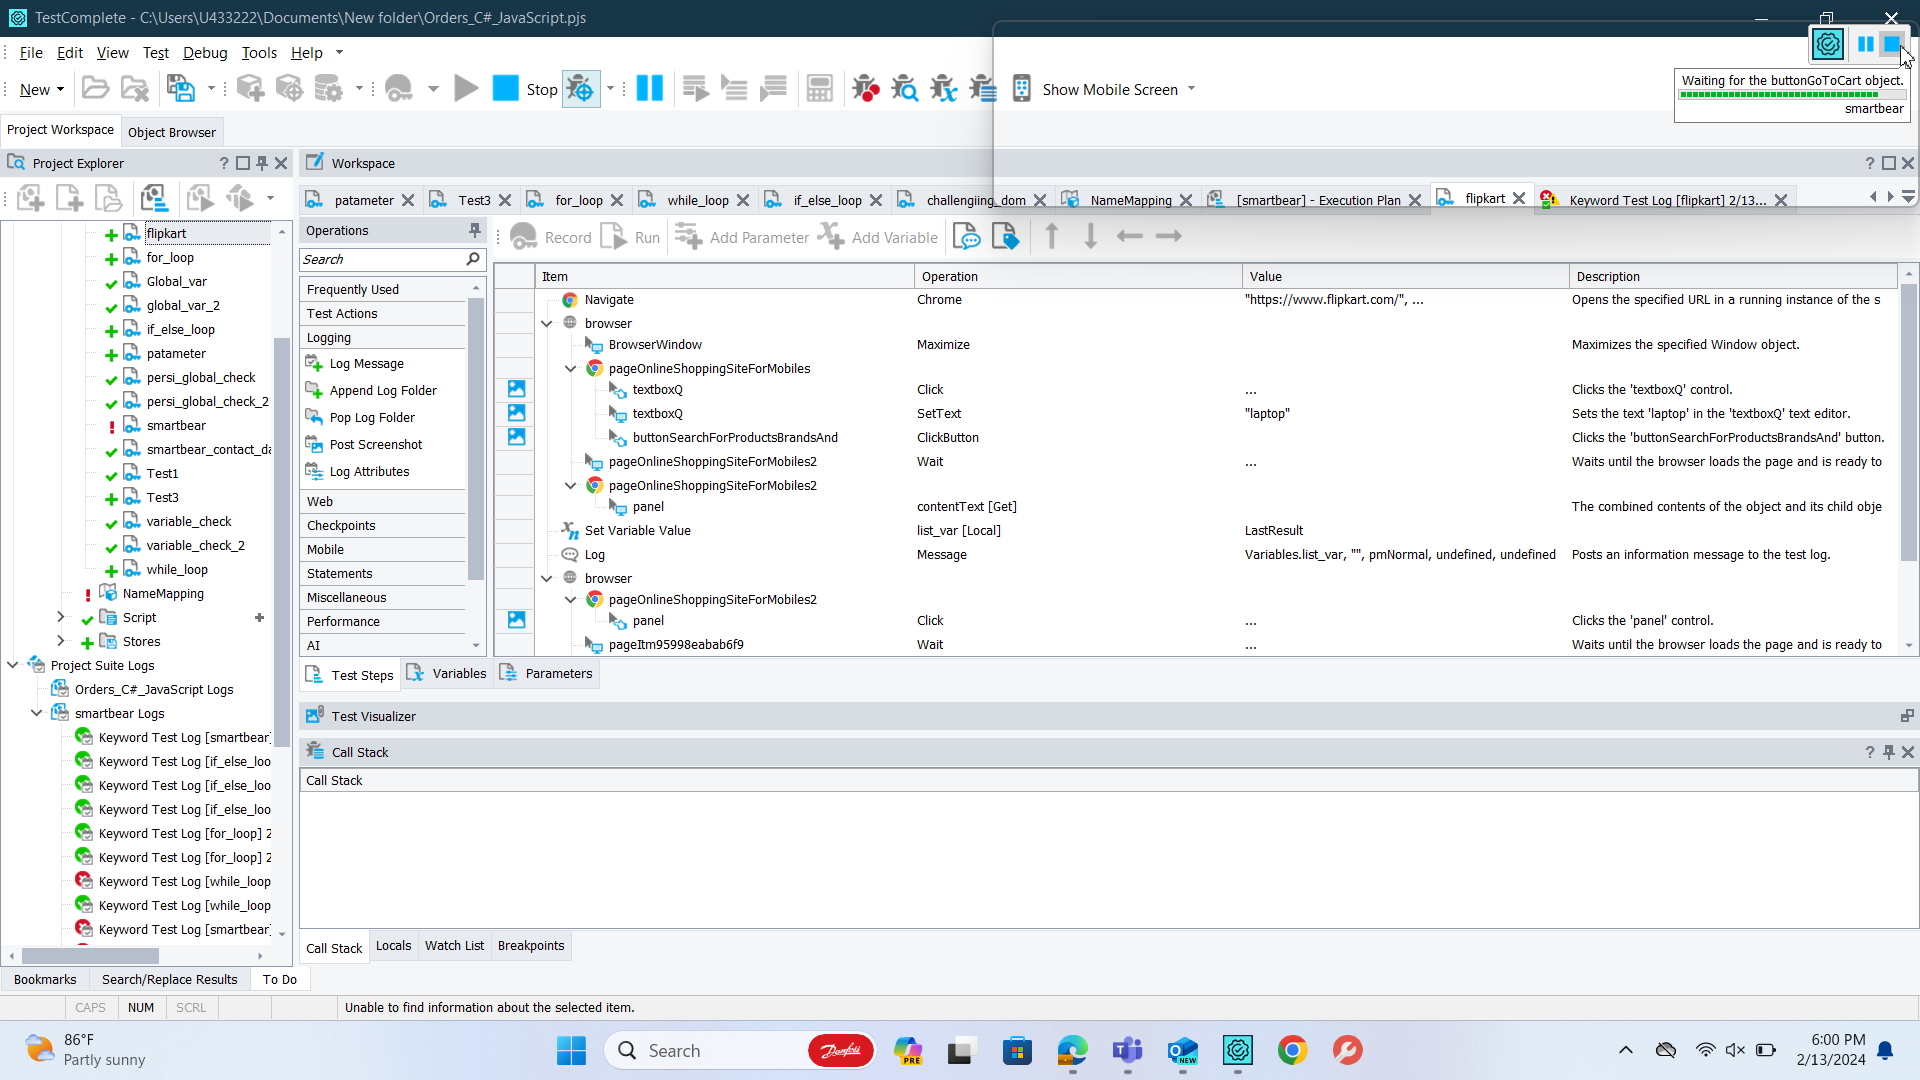 TestComplete - C:\Users\U433222\Documents\New folder\Orders_C#_JavaScript.pjs
File Edit View Test Debug Tools Help
New Stop Show Mobile Screen
Waiting for the buttonGoToCart object.
smartbear
Project Workspace Object Browser
Project Explorer
Workspace
patameter Test3 for_loop while_loop if_else_loop challengiing_dom NameMapping [smartbear] - Execution Plan flipkart Keyword Test Log [flipkart] 2/13...
Operations
Record Run Add Parameter Add Variable
Search
Frequently Used
Test Actions
Logging
Log Message
Append Log Folder
Pop Log Folder
Post Screenshot
Log Attributes
Web
Checkpoints
Mobile
Statements
Miscellaneous
Performance
AI
flipkart
for_loop
Global_var
global_var_2
if_else_loop
patameter
persi_global_check
persi_global_check_2
smartbear
smartbear_contact_da
Test1
Test3
variable_check
variable_check_2
while_loop
NameMapping
Script
Stores
Project Suite Logs
Orders_C#_JavaScript Logs
smartbear Logs
Keyword Test Log [smartbear]
Keyword Test Log [if_else_loo
Keyword Test Log [if_else_loo
Keyword Test Log [if_else_loo
Keyword Test Log [for_loop] 2
Keyword Test Log [for_loop] 2
Keyword Test Log [while_loop
Keyword Test Log [while_loop
Keyword Test Log [smartbear]
Item Operation Value Description
Navigate Chrome "https://www.flipkart.com/", ... Opens the specified URL in a running instance of the s
browser
BrowserWindow Maximize Maximizes the specified Window object.
pageOnlineShoppingSiteForMobiles
textboxQ Click ... Clicks the 'textboxQ' control.
textboxQ SetText "laptop" Sets the text 'laptop' in the 'textboxQ' text editor.
buttonSearchForProductsBrandsAnd ClickButton Clicks the 'buttonSearchForProductsBrandsAnd' button.
pageOnlineShoppingSiteForMobiles2 Wait ... Waits until the browser loads the page and is ready to
pageOnlineShoppingSiteForMobiles2
panel contentText [Get] The combined contents of the object and its child obje
Set Variable Value list_var [Local] LastResult
Log Message Variables.list_var, "", pmNormal, undefined, undefined Posts an information message to the test log.
browser
pageOnlineShoppingSiteForMobiles2
panel Click ... Clicks the 'panel' control.
pageItm95998eabab6f9 Wait ... Waits until the browser loads the page and is ready to
Test Steps Variables Parameters
Test Visualizer
Call Stack
Call Stack
Call Stack Locals Watch List Breakpoints
Bookmarks Search/Replace Results To Do
CAPS NUM SCRL Unable to find information about the selected item.
86°F
Partly sunny
Search
Danfoss
PRE
NEW
6:00 PM
2/13/2024